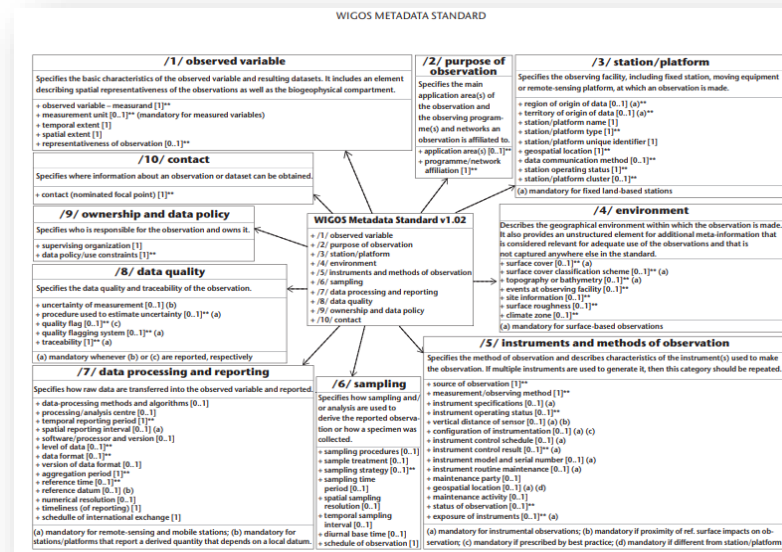 WIGOS METADATA STANDARD
/1/ observed variable
Specifies the basic characteristics of the observed variable and resulting datasets. It includes an element
describing spatial representativeness of the observations as well as the biogeophysical compartment.
+ observed variable – measurand [1]**
+ measurement unit [0..1]** (mandatory for measured variables)
+ temporal extent [1]
+ spatial extent [1]
+ representativeness of observation [0..1]**
/2/ purpose of
observation
Specifies the main
application area(s) of
the observation and
the observing program-
me(s) and networks an
observation is affiliated to.
+ application area(s) [0..1]**
+ programme/network
affiliation [1]**
/3/ station/platform
Specifies the observing facility, including fixed station, moving equipment
or remote-sensing platform, at which an observation is made.
+ region of origin of data [0..1] (a)**
+ territory of origin of data [0..1] (a)**
+ station/platform name [1]
+ station/platform type [1]**
+ station/platform unique identifier [1]
+ geospatial location [1]**
+ data communication method [0..1]**
+ station operating status [1]**
+ station/platform cluster [0..1]**
(a) mandatory for fixed land-based stations
/10/ contact
Specifies where information about an observation or dataset can be obtained.
+ contact (nominated focal point) [1]**
/9/ ownership and data policy
Specifies who is responsible for the observation and owns it.
+ supervising organization [1]
+ data policy/use constraints [1]**
WIGOS Metadata Standard v1.02
+ /1/ observed variable
+ /2/ purpose of observation
+ /3/ station/platform
+ /4/ environment
+ /5/ instruments and methods of observation
+ /6/ sampling
+ /7/ data processing and reporting
+ /8/ data quality
+ /9/ ownership and data policy
+ /10/ contact
/4/ environment
Describes the geographical environment within which the observation is made.
It also provides an unstructured element for additional meta-information that
is considered relevant for adequate use of the observations and that is
not captured anywhere else in the standard.
+ surface cover [0..1]** (a)
+ surface cover classification scheme [0..1]** (a)
+ topography or bathymetry [0..1]** (a)
+ events at observing facility [0..1]**
+ site information [0..1]**
+ surface roughness [0..1]**
+ climate zone [0..1]**
(a) mandatory for surface-based observations
/8/ data quality
Specifies the data quality and traceability of the observation.
+ uncertainty of measurement [0..1] (b)
+ procedure used to estimate uncertainty [0..1]** (a)
+ quality flag [0..1]** (c)
+ quality flagging system [0..1]** (a)
+ traceability [1]** (a)
(a) mandatory whenever (b) or (c) are reported, respectively
/5/ instruments and methods of observation
Specifies the method of observation and describes characteristics of the instrument(s) used to make
the observation. If multiple instruments are used to generate it, then this category should be repeated.
+ source of observation [1]**
+ measurement/observing method [1]**
+ instrument specifications [0..1] (a)
+ instrument operating status [0..1]**
+ vertical distance of sensor [0..1] (a) (b)
+ configuration of instrumentation [0..1] (a) (c)
+ instrument control schedule [0..1] (a)
+ instrument control result [0..1]** (a)
+ instrument model and serial number [0..1] (a)
+ instrument routine maintenance [0..1] (a)
+ maintenance party [0..1]
+ geospatial location [0..1] (a) (d)
+ maintenance activity [0..1]
+ status of observation [0..1]**
+ exposure of instruments [0..1]** (a)
(a) mandatory for instrumental observations; (b) mandatory if proximity of ref. surface impacts on ob-
servation; (c) mandatory if prescribed by best practice; (d) mandatory if different from station/platform
/7/ data processing and reporting
Specifies how raw data are transferred into the observed variable and reported.
+ data-processing methods and algorithms [0..1]
+ processing/analysis centre [0..1]
+ temporal reporting period [1]**
+ spatial reporting interval [0..1] (a)
+ software/processor and version [0..1]
+ level of data [0..1]**
+ data format [0..1]**
+ version of data format [0..1]
+ aggregation period [1]**
+ reference time [0..1]**
+ reference datum [0..1] (b)
+ numerical resolution [0..1]
+ timeliness (of reporting) [0..1]
+ schedulle of international exchange [1]
(a) mandatory for remote-sensing and mobile stations; (b) mandatory for
stations/platforms that report a derived quantity that depends on a local datum.
/6/ sampling
Specifies how sampling and/
or analysis are used to
derive the reported observa-
tion or how a specimen was
collected.
+ sampling procedures [0..1]
+ sample treatment [0..1]
+ sampling strategy [0..1]**
+ sampling time
period [0..1]
+ spatial sampling
resolution [0..1]
+ temporal sampling
interval [0..1]
+ diurnal base time [0..1]
+ schedule of observation [1]